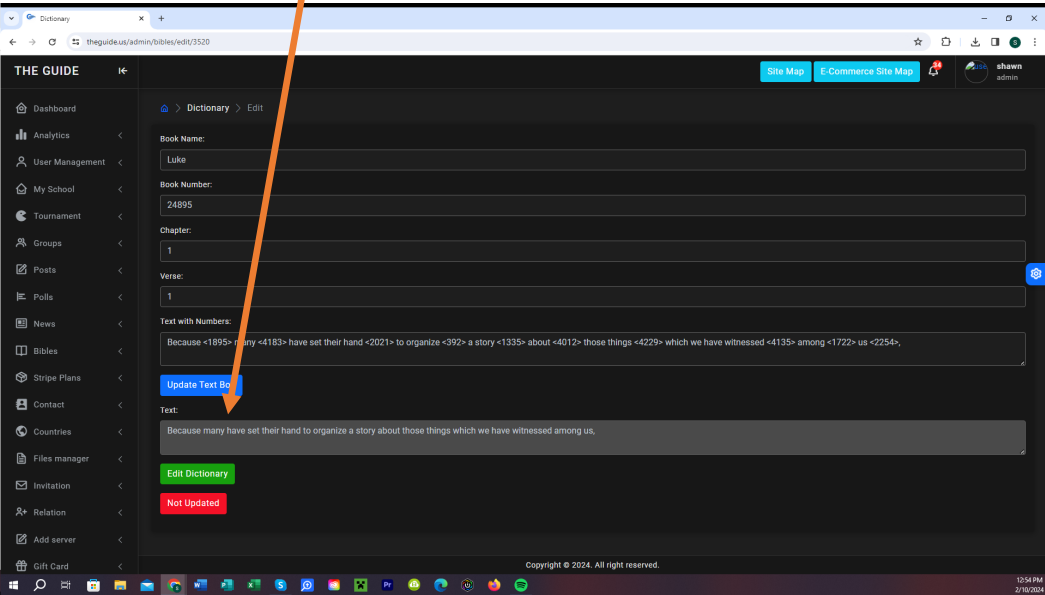 Dictionary
theguide.us/admin/bibles/edit/3520
S
THE GUIDE
Site Map
E-Commerce Site Map
34
shawn
admin
Dashboard
Analytics
User Management
My School
Tournament
Groups
Posts
Polls
News
Bibles
Stripe Plans
Contact
Countries
Files manager
Invitation
Relation
Add server
Gift Card
Dictionary > Edit
Book Name:
Luke
Book Number:
24895
Chapter:
1
Verse:
1
Text with Numbers:
Because <1895> many <4183> have set their hand <2021> to organize <392> a story <1335> about <4012> those things <4229> which we have witnessed <4135> among <1722> us <2254>,
Update Text Box
Text:
Because many have set their hand to organize a story about those things which we have witnessed among us,
Edit Dictionary
Not Updated
Copyright © 2024. All right reserved.
12:54 PM
2/10/2024